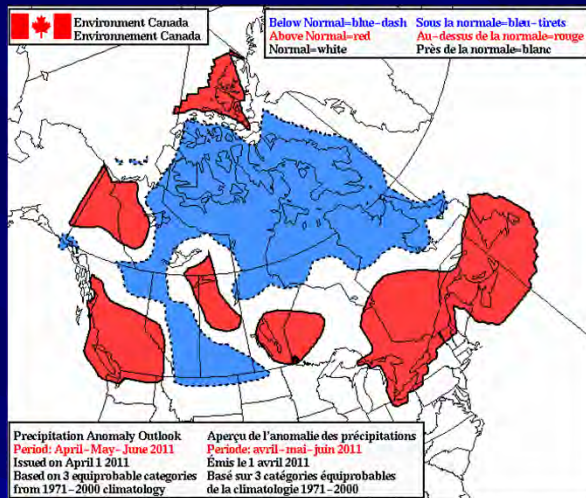 Environment Canada
Environnement Canada
Below Normal=blue-dash
Above Normal=red
Normal=white
Sous la normale=bleu-tirets
Au-dessus de la normale=rouge
Près de la normale=blanc
Precipitation Anomaly Outlook
Period: April-May-June 2011
Issued on April 1 2011
Based on 3 equiprobable categories
from 1971-2000 climatology
Aperçu de l'anomalie des précipitations
Periode: avril-mai-juin 2011
Émis le 1 avril 2011
Basé sur 3 catégories équiprobables
de la climatologie 1971-2000